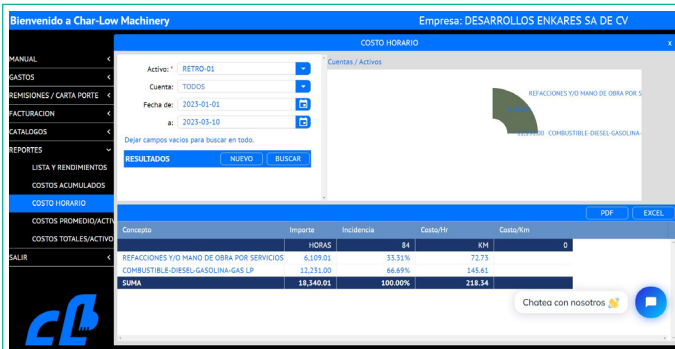 Bienvenido a Char-Low Machinery
Empresa: DESARROLLOS ENKARES SA DE CV
COSTO HORARIO
x
MANUAL
GASTOS
REMISIONES / CARTA PORTE
FACTURACION
CATALOGOS
REPORTES
LISTA Y RENDIMIENTOS
COSTOS ACUMULADOS
COSTO HORARIO
COSTOS PROMEDIO/ACTIV
COSTOS TOTALES/ACTIVO
SALIR
Activo: * RETRO-01
Cuenta: TODOS
Fecha de: 2023-01-01
a: 2023-03-10
Dejar campos vacios para buscar en todo.
RESULTADOS NUEVO BUSCAR
Cuentas / Activos
REFACCIONES Y/O MANO DE OBRA POR S
COMBUSTIBLE-DIESEL-GASOLINA-
PDF EXCEL
Concepto Importe Incidencia Costo/Hr Costo/Km
HORAS 84 KM 0
REFACCIONES Y/O MANO DE OBRA POR SERVICIOS 6,109.01 33.31% 72.73
COMBUSTIBLE-DIESEL-GASOLINA-GAS LP 12,231.00 66.69% 145.61
SUMA 18,340.01 100.00% 218.34
Chatea con nosotros 👋